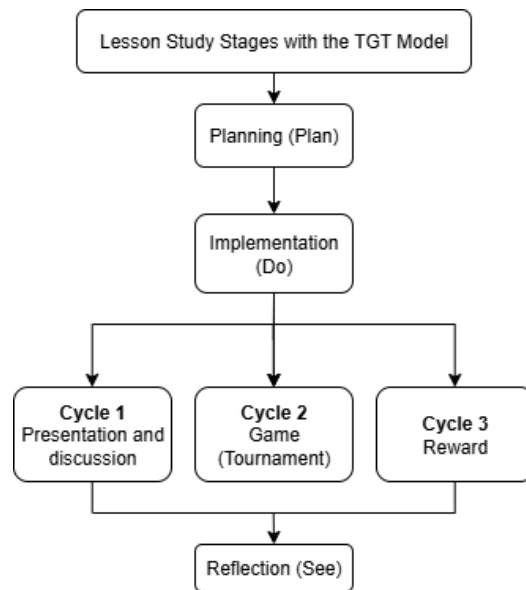 Lesson Study Stages with the TGT Model
Planning (Plan)
Implementation
(Do)
Cycle 1
Presentation and
discussion
Cycle 2
Game
(Tournament)
Cycle 3
Reward
Reflection (See)